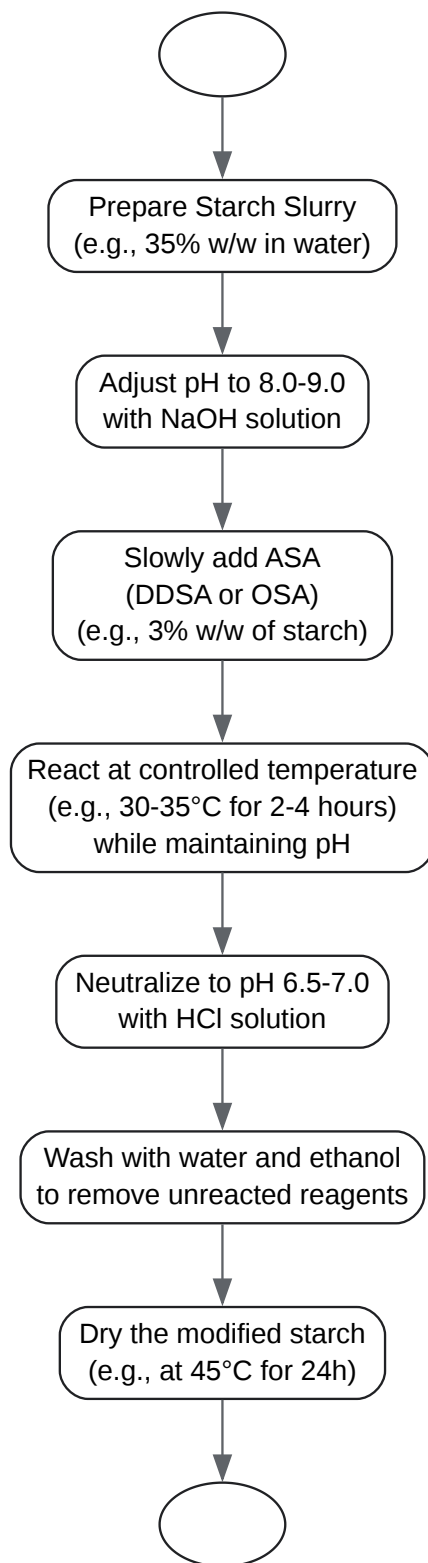 Prepare Starch Slurry
(e.g., 35% w/w in water)
Adjust pH to 8.0-9.0
with NaOH solution
Slowly add ASA
(DDSA or OSA)
(e.g., 3% w/w of starch)
React at controlled temperature
(e.g., 30-35°C for 2-4 hours)
while maintaining pH
Neutralize to pH 6.5-7.0
with HCl solution
Wash with water and ethanol
to remove unreacted reagents
Dry the modified starch
(e.g., at 45°C for 24h)